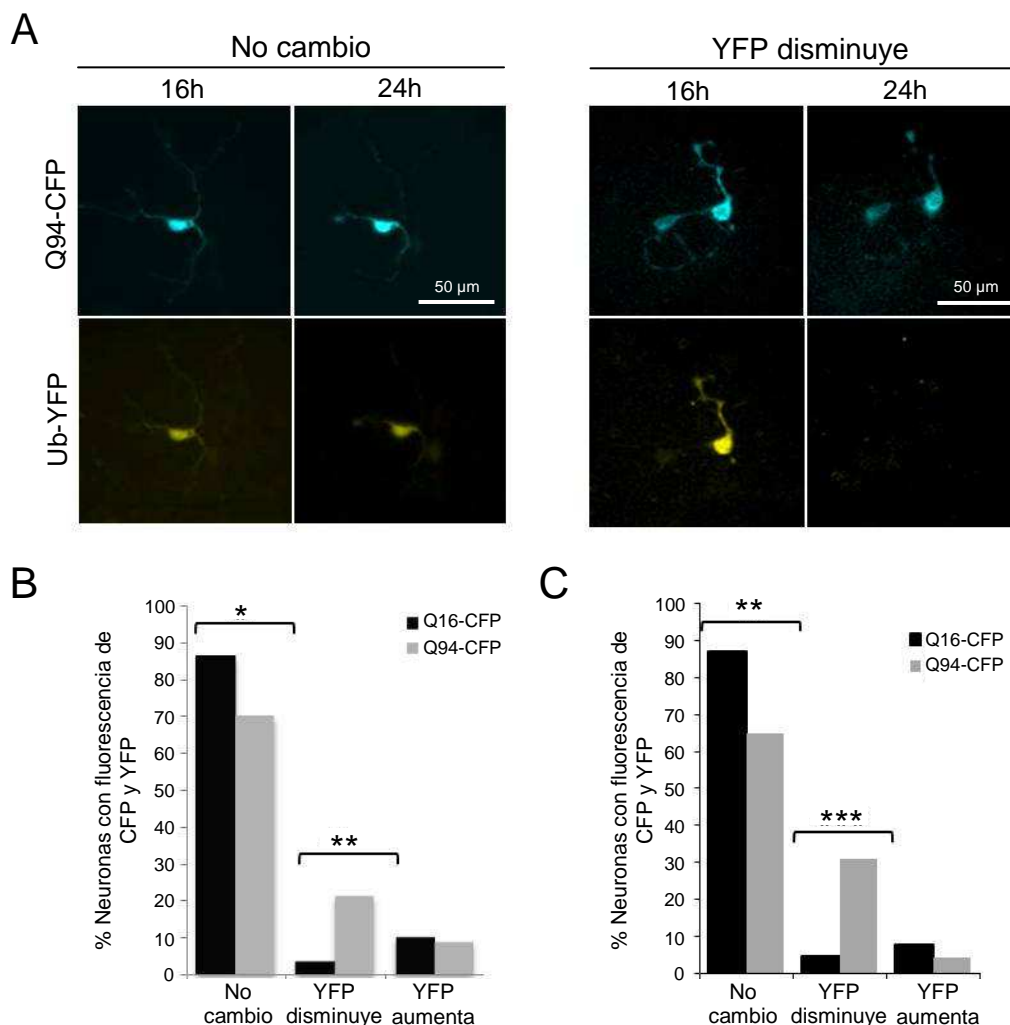 A
No cambio
YFP disminuye
16h
24h
16h
24h
Q94-CFP
50 µm
50 µm
Ub-YFP
B
% Neuronas con fluorescencia de
CFP y YFP
100
90
80
70
60
50
40
30
20
10
0
*
**
Q16-CFP
Q94-CFP
No
cambio
YFP
disminuye
YFP
aumenta
C
% Neuronas con fluorescencia de
CFP y YFP
100
90
80
70
60
50
40
30
20
10
0
**
***
Q16-CFP
Q94-CFP
No
cambio
YFP
disminuye
YFP
aumenta